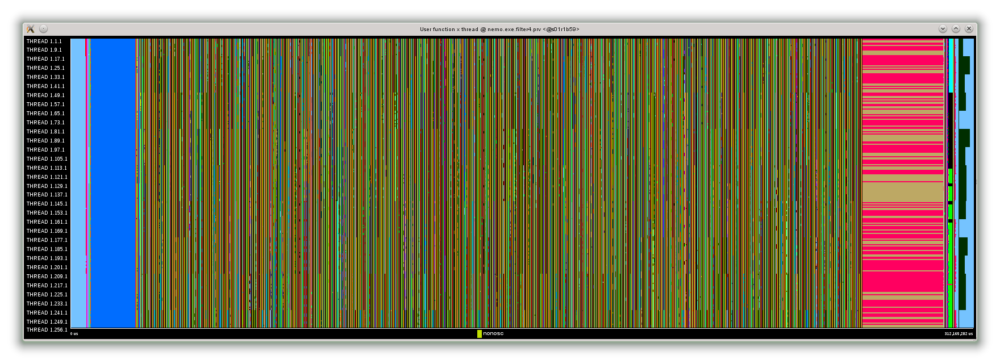 User function x thread @ nemo.exe.filter4.prv <@s01r1b59>
THREAD 1.1.1
THREAD 1.9.1
THREAD 1.17.1
THREAD 1.25.1
THREAD 1.33.1
THREAD 1.41.1
THREAD 1.49.1
THREAD 1.57.1
THREAD 1.65.1
THREAD 1.73.1
THREAD 1.81.1
THREAD 1.89.1
THREAD 1.97.1
THREAD 1.105.1
THREAD 1.113.1
THREAD 1.121.1
THREAD 1.129.1
THREAD 1.137.1
THREAD 1.145.1
THREAD 1.153.1
THREAD 1.161.1
THREAD 1.169.1
THREAD 1.177.1
THREAD 1.185.1
THREAD 1.193.1
THREAD 1.201.1
THREAD 1.209.1
THREAD 1.217.1
THREAD 1.225.1
THREAD 1.233.1
THREAD 1.241.1
THREAD 1.249.1
THREAD 1.256.1
0 us
nonosc
312,166,282 us